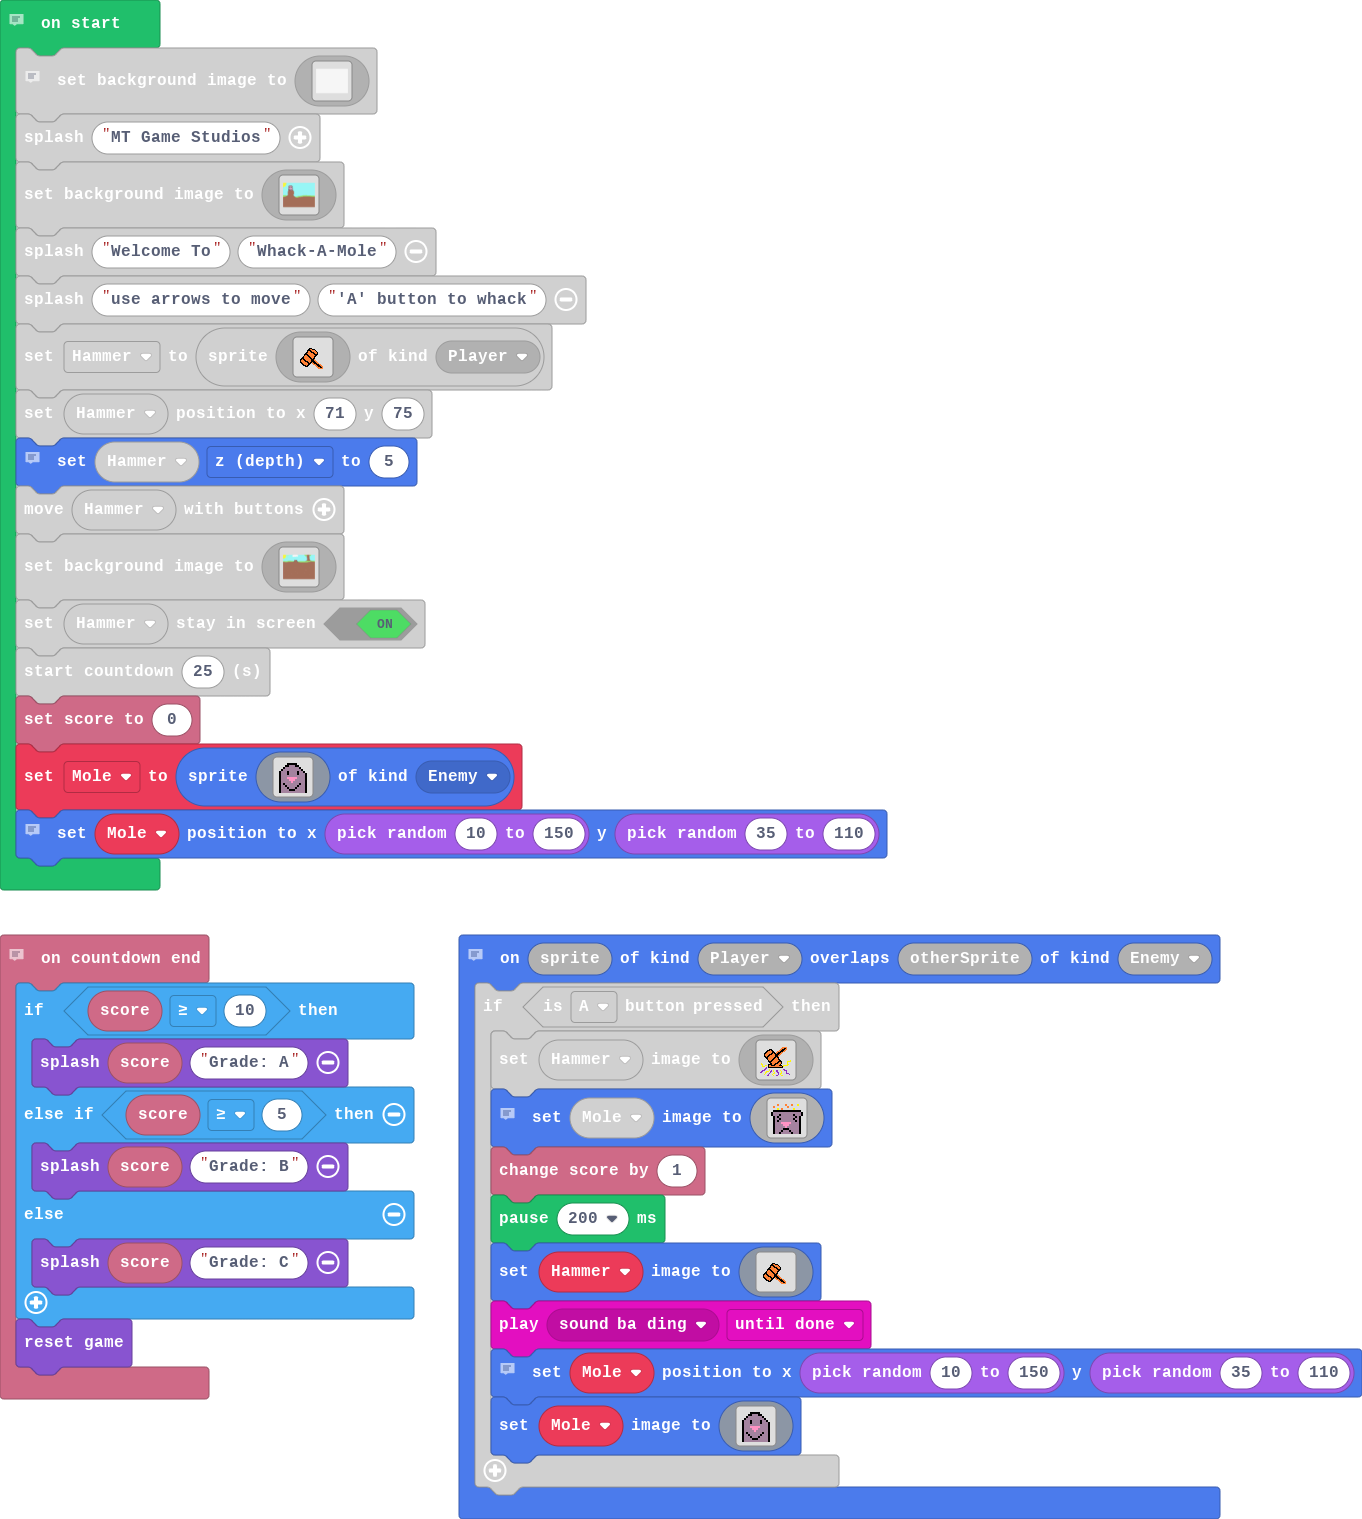 on start
set background image to
splash "MT Game Studios"
set background image to
splash "Welcome To" "Whack-A-Mole"
splash "use arrows to move" "'A' button to whack"
set Hammer to sprite of kind Player
set Hammer position to x 71 y 75
set Hammer z (depth) to 5
move Hammer with buttons
set background image to
set Hammer stay in screen ON
start countdown 25 (s)
set score to 0
set Mole to sprite of kind Enemy
set Mole position to x pick random 10 to 150 y pick random 35 to 110
on countdown end
if score ≥ 10 then
splash score "Grade: A"
else if score ≥ 5 then
splash score "Grade: B"
else
splash score "Grade: C"
reset game
on sprite of kind Player overlaps otherSprite of kind Enemy
if is A button pressed then
set Hammer image to
set Mole image to
change score by 1
pause 200 ms
set Hammer image to
play sound ba ding until done
set Mole position to x pick random 10 to 150 y pick random 35 to 110
set Mole image to